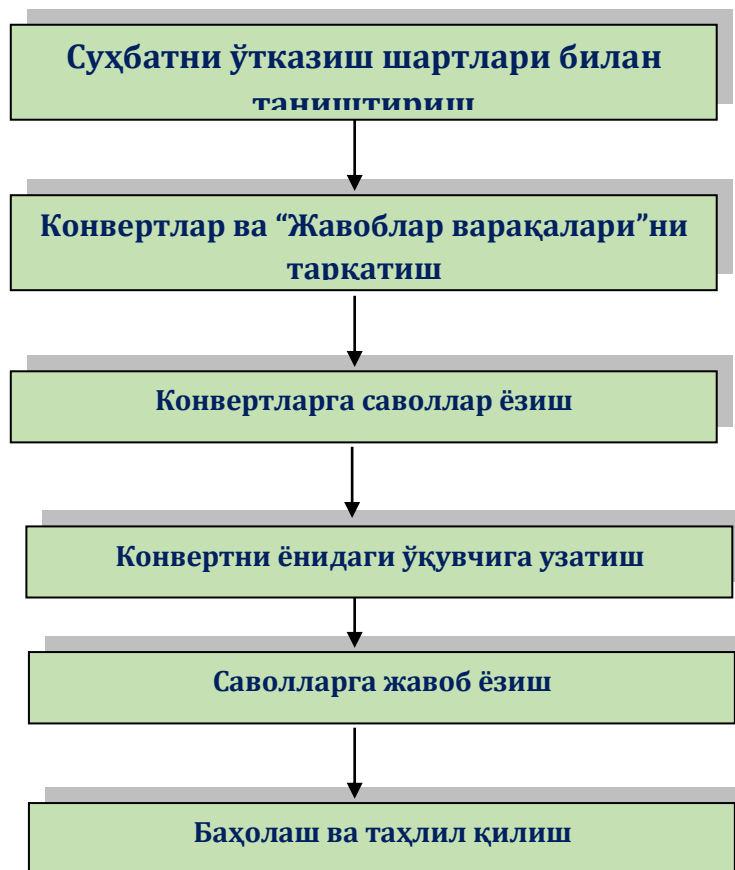 Суҳбатни ўтказиш шартлари билан
таништириш
Конвертлар ва “Жавоблар варақалари”ни
тарқатиш
Конвертларга саволлар ёзиш
Конвертни ёнидаги ўқувчига узатиш
Саволларга жавоб ёзиш
Баҳолаш ва таҳлил қилиш